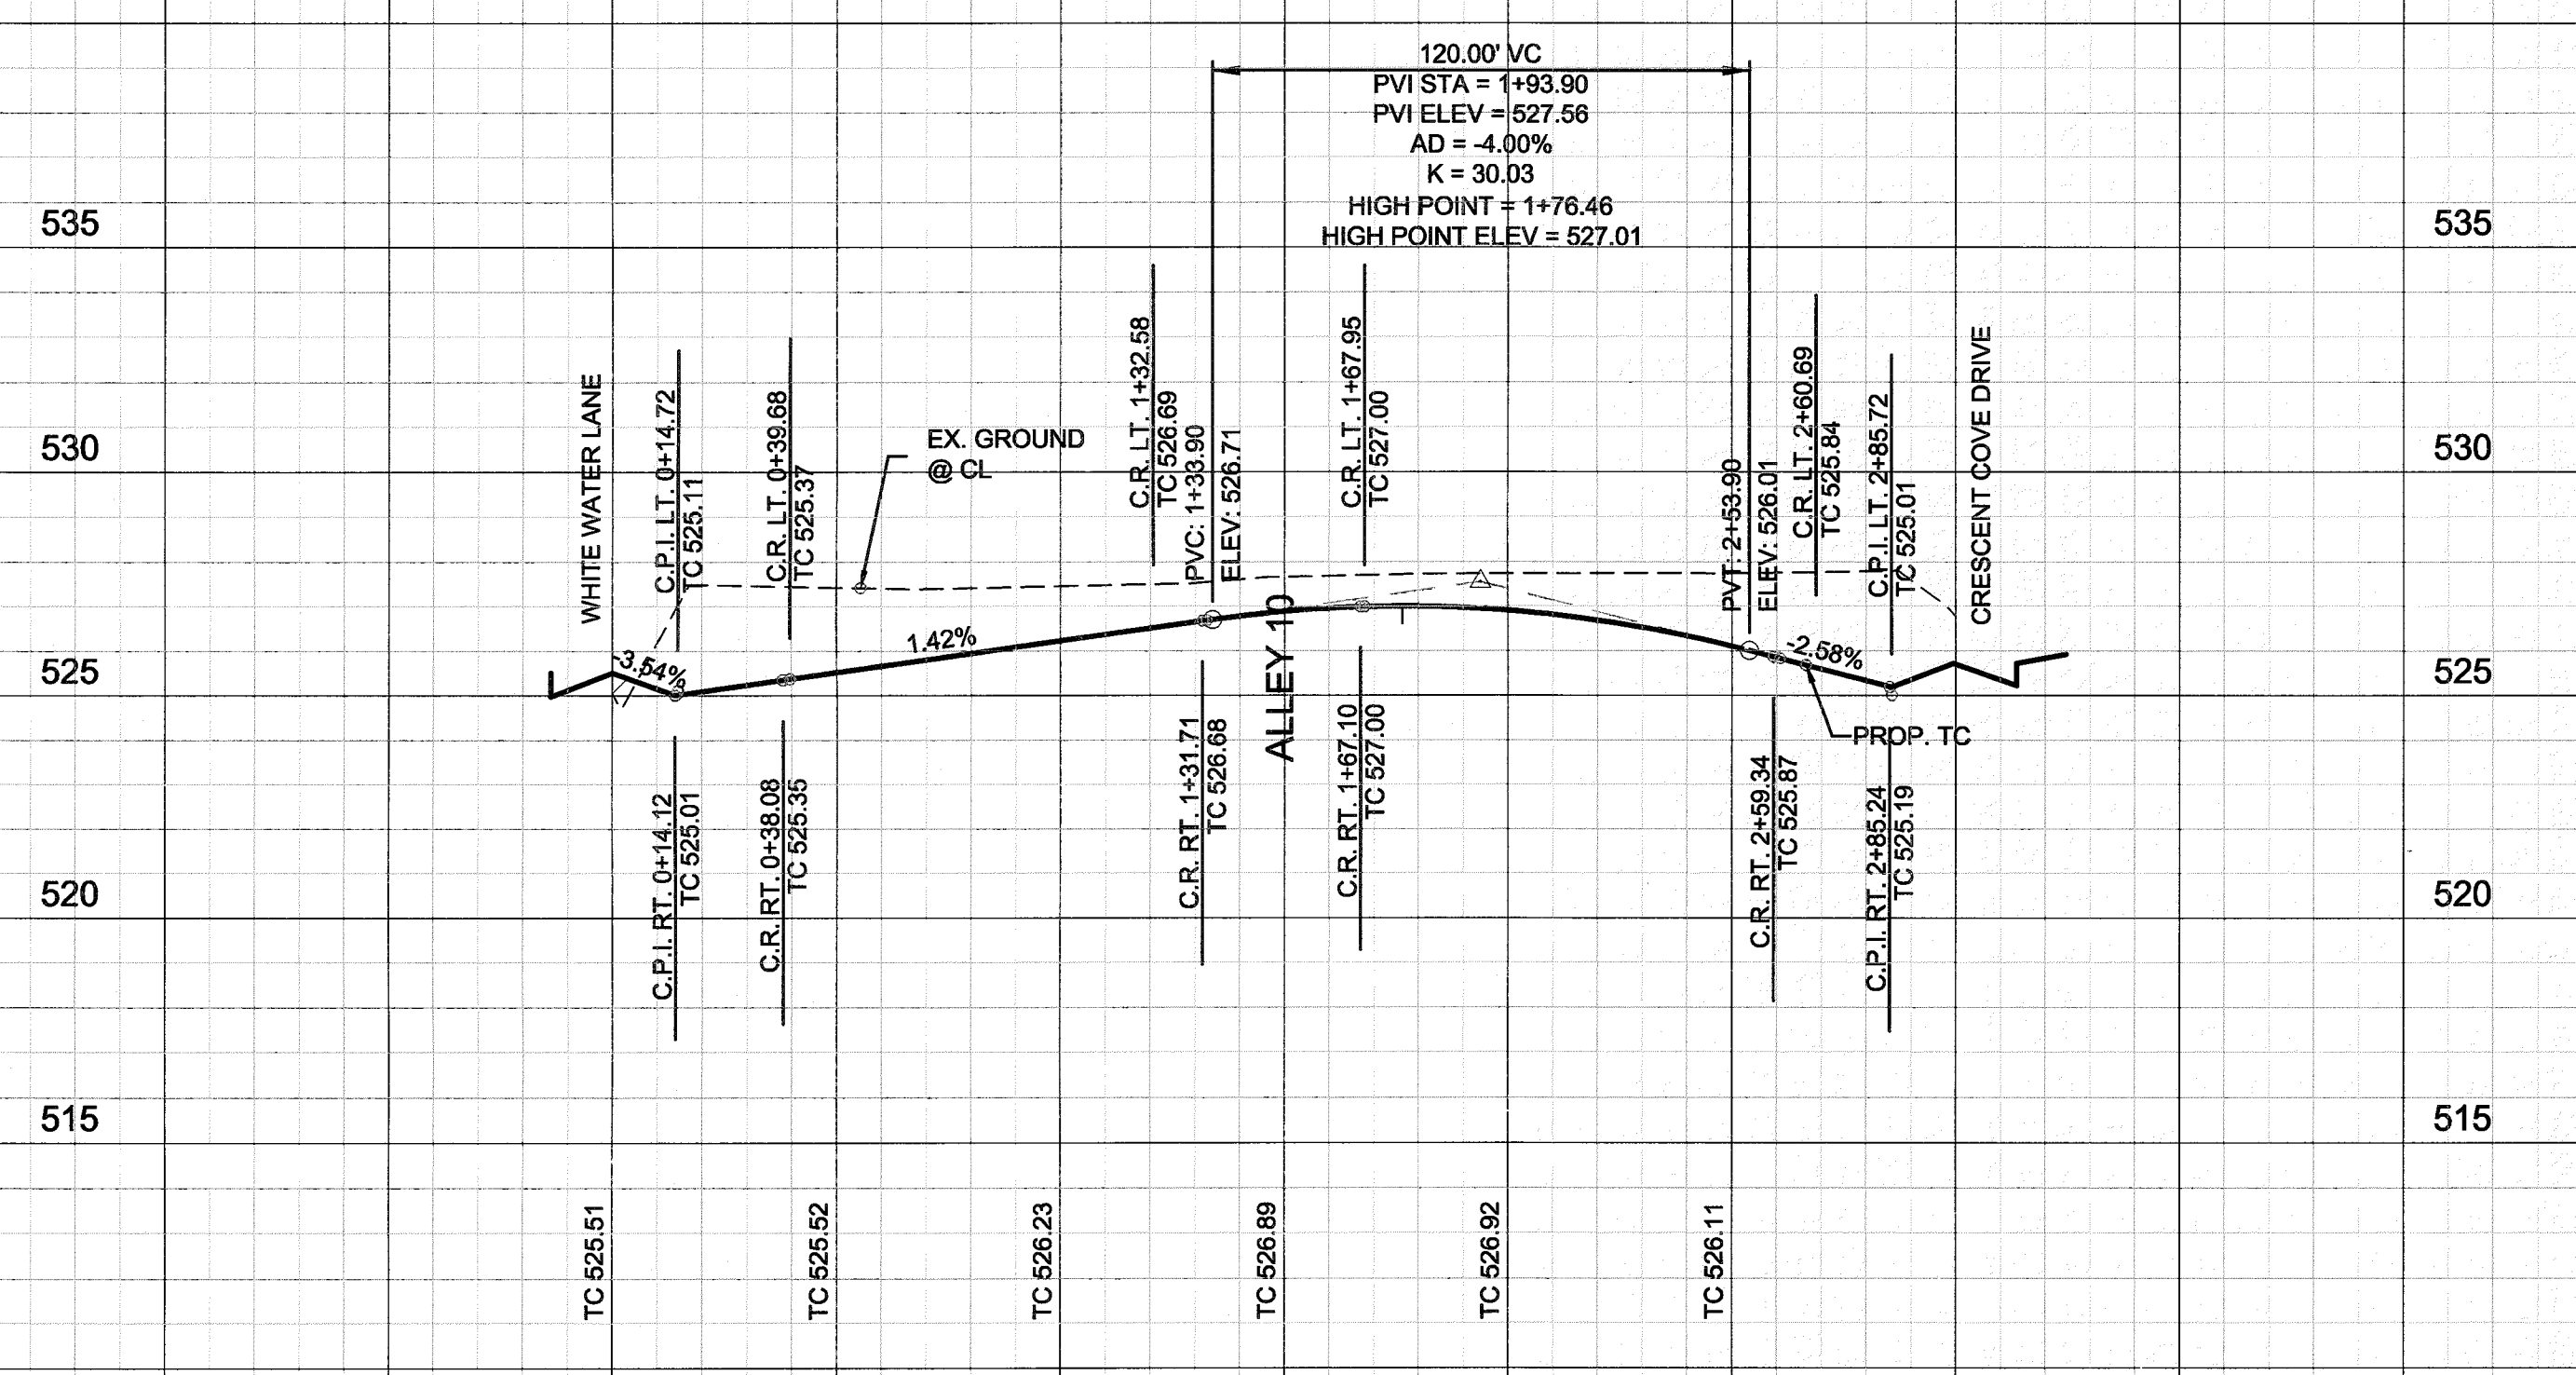 120.00' VC
PVI STA = 1+93.90
PVI ELEV = 527.56
AD = -4.00%
K = 30.03
HIGH POINT = 1+76.46
HIGH POINT ELEV = 527.01
535
535
530
530
525
525
520
520
515
515
WHITE WATER LANE
C.P.I. LT. 0+14.72
TC 525.11
C.R. LT. 0+39.68
TC 525.37
EX. GROUND
@ CL
C.R. LT. 1+32.58
TC 526.69
PVC: 1+33.90
ELEV: 526.71
C.R. LT. 1+67.95
TC 527.00
PVT: 2+53.90
ELEV: 526.01
C.R. LT. 2+60.69
TC 525.84
C.P.I. LT. 2+85.72
TC 525.01
CRESCENT COVE DRIVE
-3.54%
1.42%
ALLEY 10
-2.58%
PROP. TC
C.P.I. RT. 0+14.12
TC 525.01
C.R. RT. 0+38.08
TC 525.35
C.R. RT. 1+31.71
TC 526.68
C.R. RT. 1+67.10
TC 527.00
C.R. RT. 2+59.34
TC 525.87
C.P.I. RT. 2+85.24
TC 525.19
TC 525.51
TC 525.52
TC 526.23
TC 526.89
TC 526.92
TC 526.11